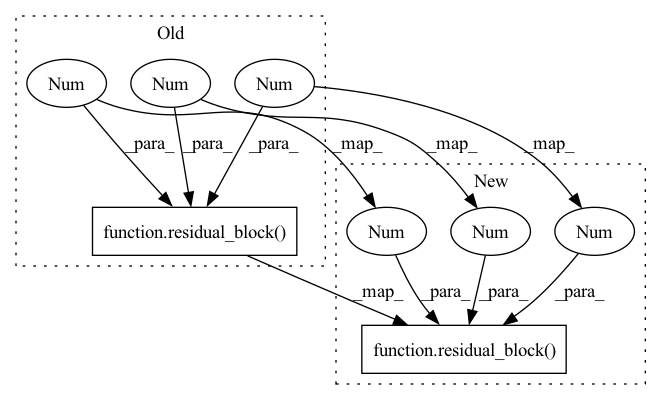 Old
Num Num Num
_para_ _para_ _para_ _map_ _map_ _map_
New
function.residual_block() Num Num Num
_map_ _para_ _para_ _para_
function.residual_block()